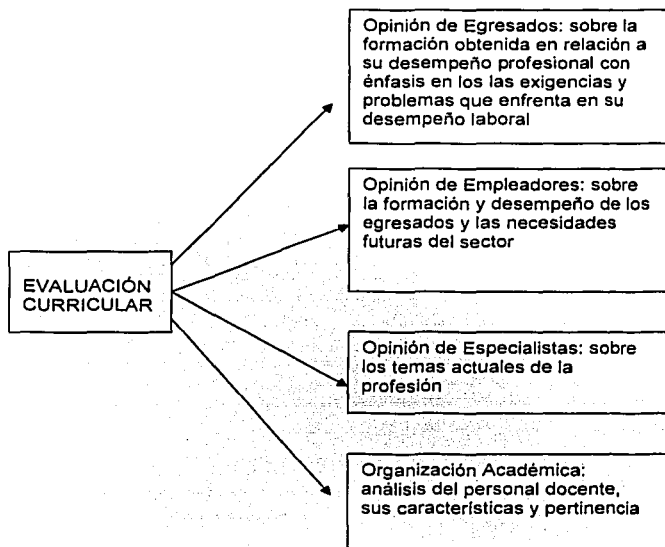 Opinión de Egresados: sobre la
formación obtenida en relación a
su desempeño profesional con
énfasis en los las exigencias y
problemas que enfrenta en su
desempeño laboral
Opinión de Empleadores: sobre
la formación y desempeño de los
egresados y las necesidades
futuras del sector
EVALUACIÓN
CURRICULAR
Opinión de Especialistas: sobre
los temas actuales de la
profesión
Organización Académica:
análisis del personal docente,
sus características y pertinencia